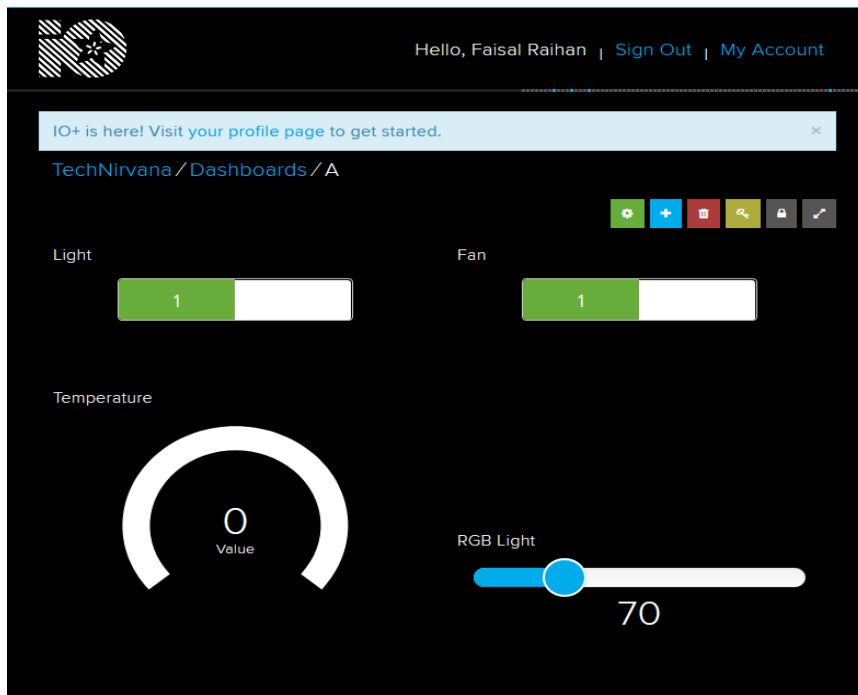 io
Hello, Faisal Raihan | Sign Out | My Account
IO+ is here! Visit your profile page to get started. ×
TechNirvana / Dashboards / A
Light
Fan
1
1
Temperature
0
Value
RGB Light
70